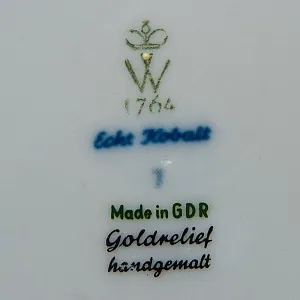 W
1764
Echt Kobalt
Made in GDR
Goldrelief
handgemalt